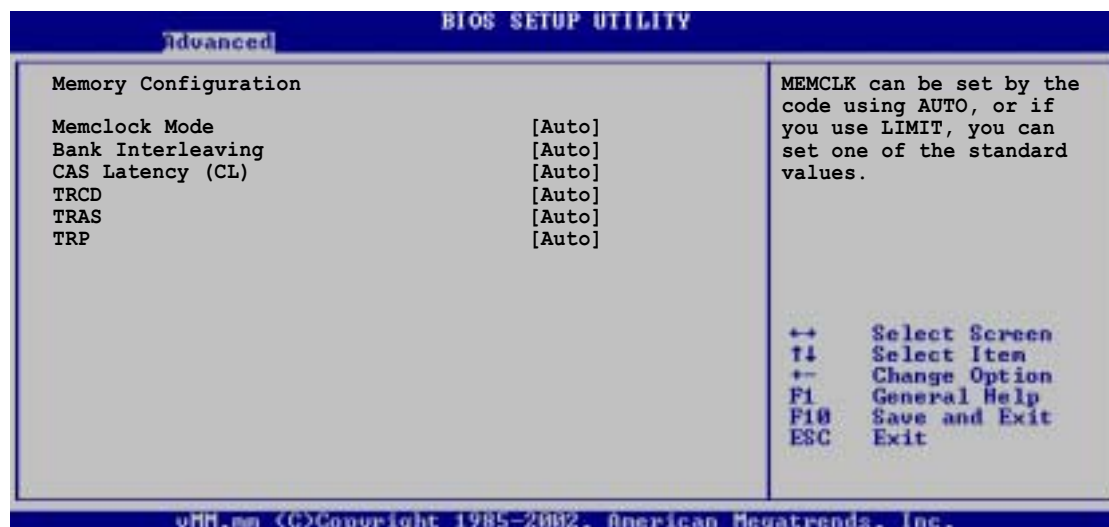 BIOS SETUP UTILITY
Advanced
Memory Configuration
Memclock Mode [Auto]
Bank Interleaving [Auto]
CAS Latency (CL) [Auto]
TRCD [Auto]
TRAS [Auto]
TRP [Auto]
MEMCLK can be set by the
code using AUTO, or if
you use LIMIT, you can
set one of the standard
values.
←→ Select Screen
↑↓ Select Item
+- Change Option
F1 General Help
F10 Save and Exit
ESC Exit
vMM.mm (C)Copyright 1985-2002, American Megatrends, Inc.